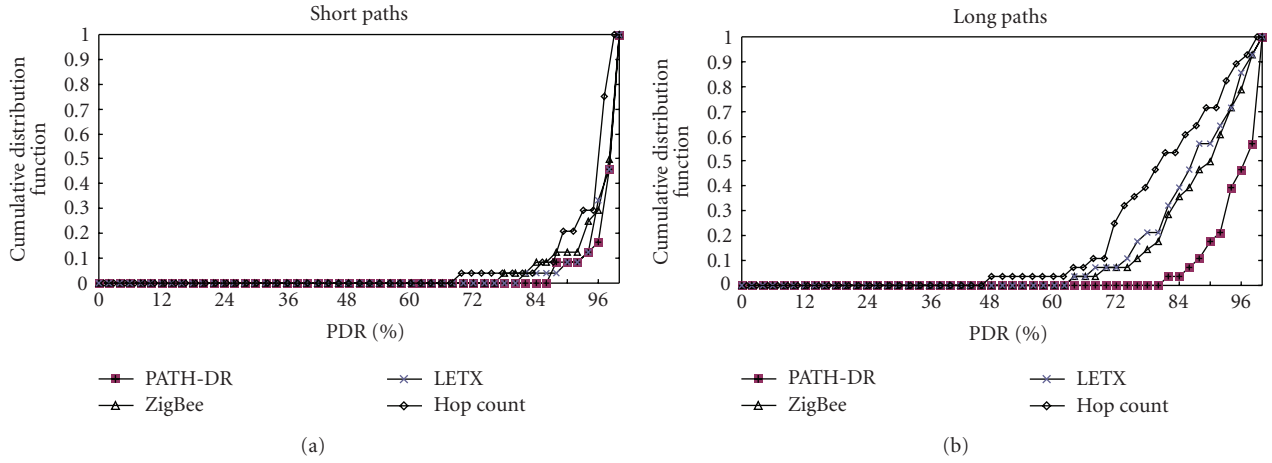 Short paths
Cumulative distribution
function
1
0.9
0.8
0.7
0.6
0.5
0.4
0.3
0.2
0.1
0
0 12 24 36 48 60 72 84 96
PDR (%)
PATH-DR
ZigBee
LETX
Hop count
(a)
Long paths
Cumulative distribution
function
1
0.9
0.8
0.7
0.6
0.5
0.4
0.3
0.2
0.1
0
0 12 24 36 48 60 72 84 96
PDR (%)
PATH-DR
ZigBee
LETX
Hop count
(b)